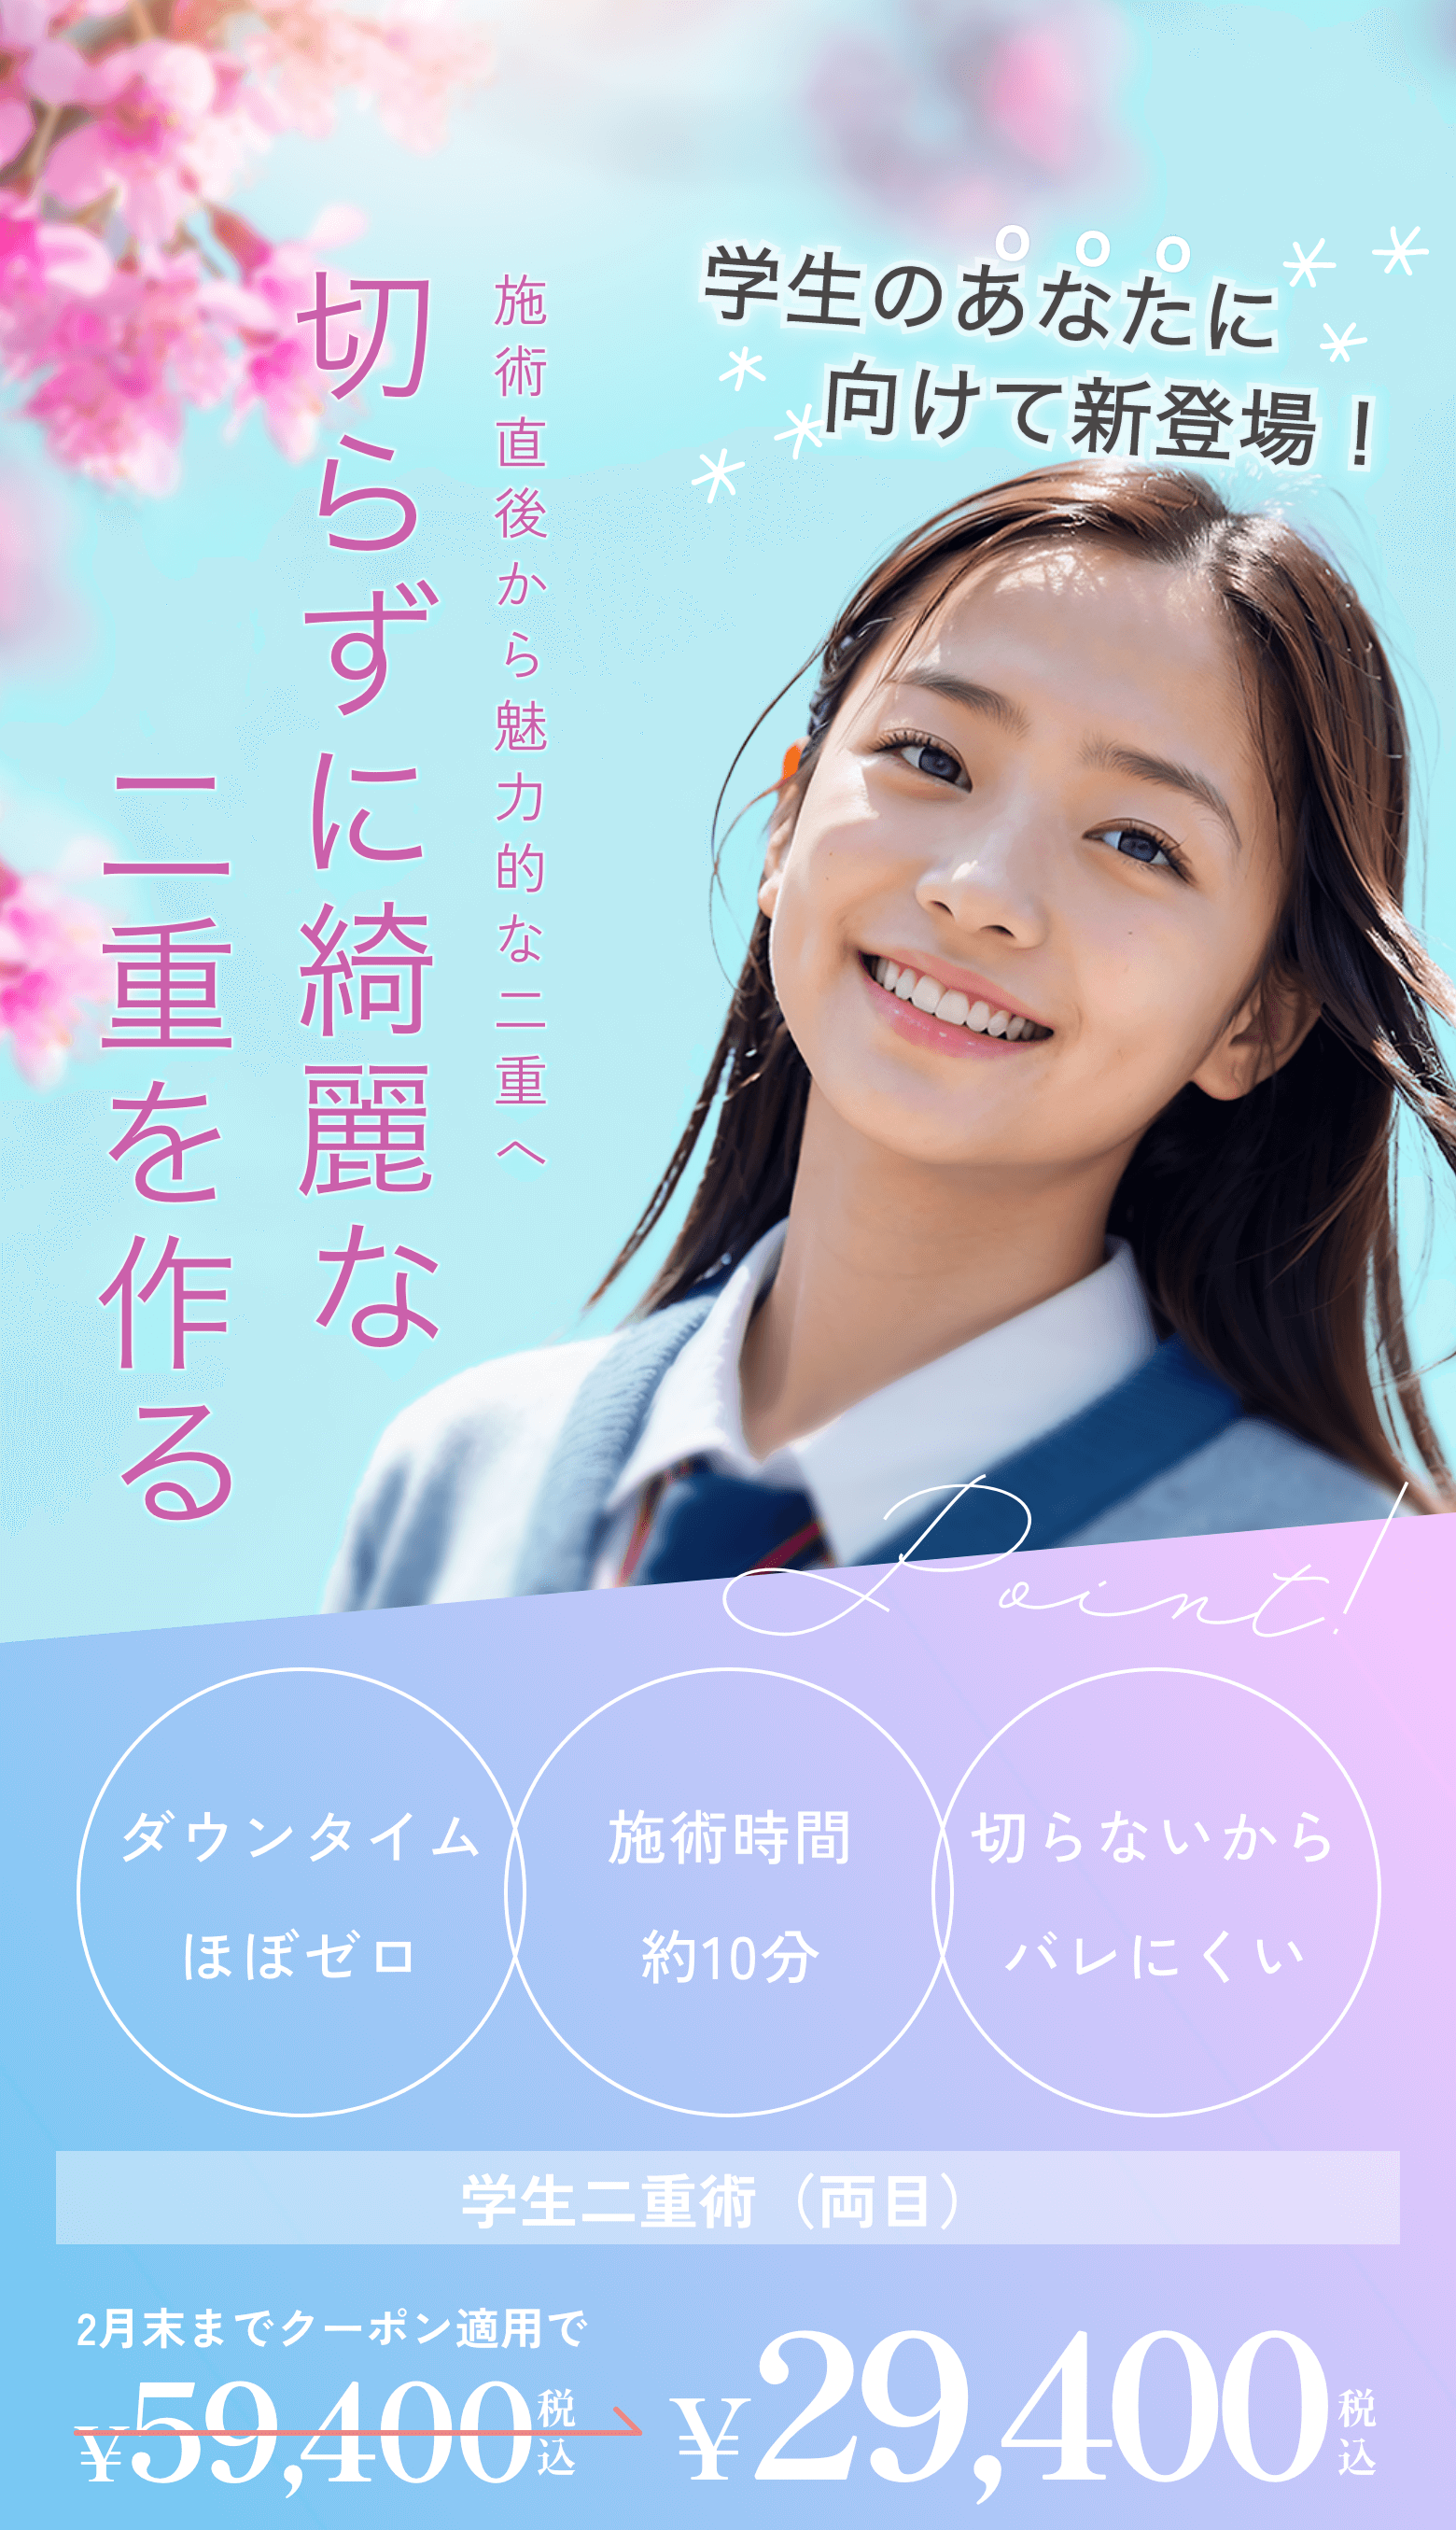 学生のあなたに
向けて新登場！
施術直後から魅力的な二重へ
切らずに綺麗な
二重を作る
Point!
ダウンタイム
ほぼゼロ
施術時間
約10分
切らないから
バレにくい
学生二重術（両目）
2月末までクーポン適用で
¥59,400税込
¥29,400税込